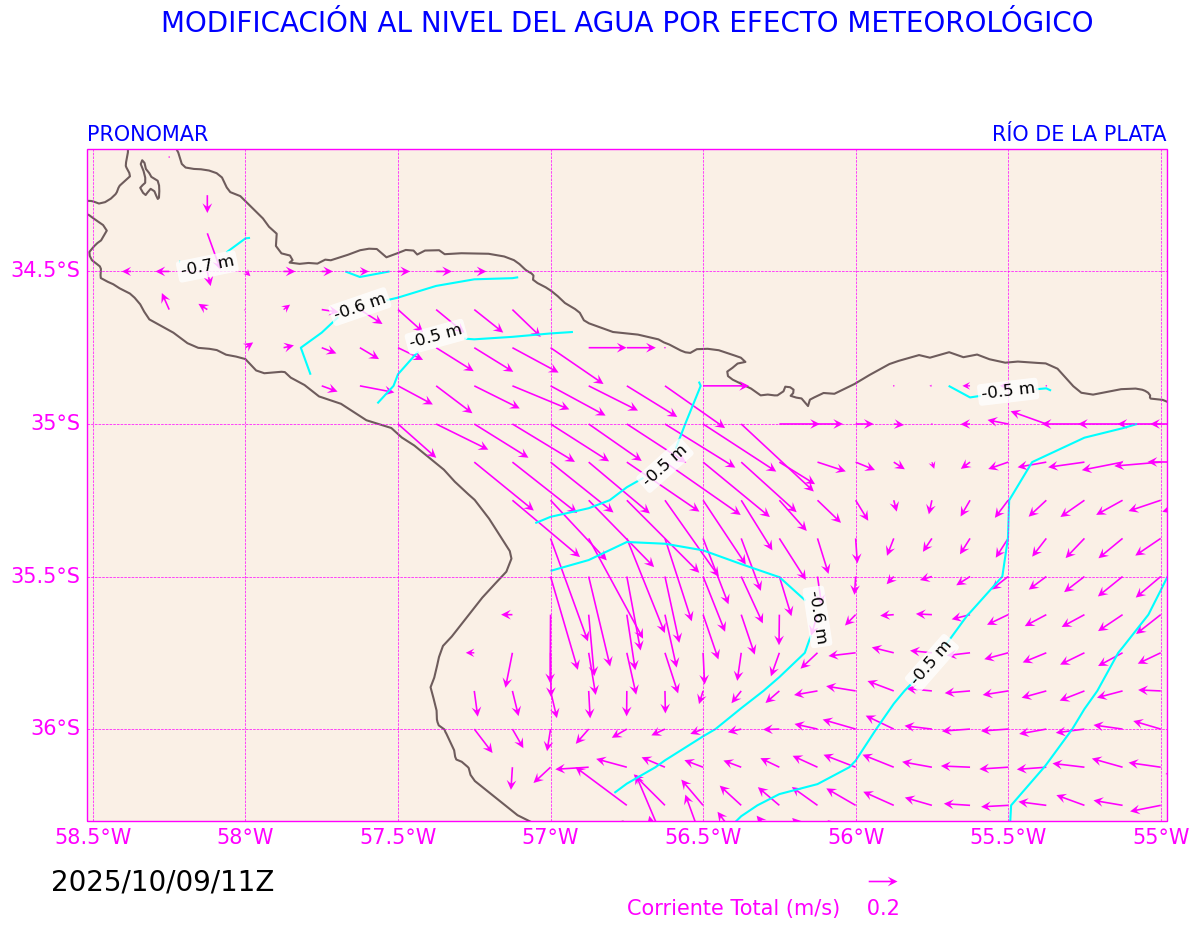 MODIFICACIÓN AL NIVEL DEL AGUA POR EFECTO METEOROLÓGICO
PRONOMAR
RÍO DE LA PLATA
34.5°S
35°S
35.5°S
36°S
-0.7 m
-0.6 m
-0.5 m
-0.5 m
-0.5 m
-0.6 m
-0.5 m
58.5°W
58°W
57.5°W
57°W
56.5°W
56°W
55.5°W
55°W
2025/10/09/11Z
Corriente Total (m/s)
0.2